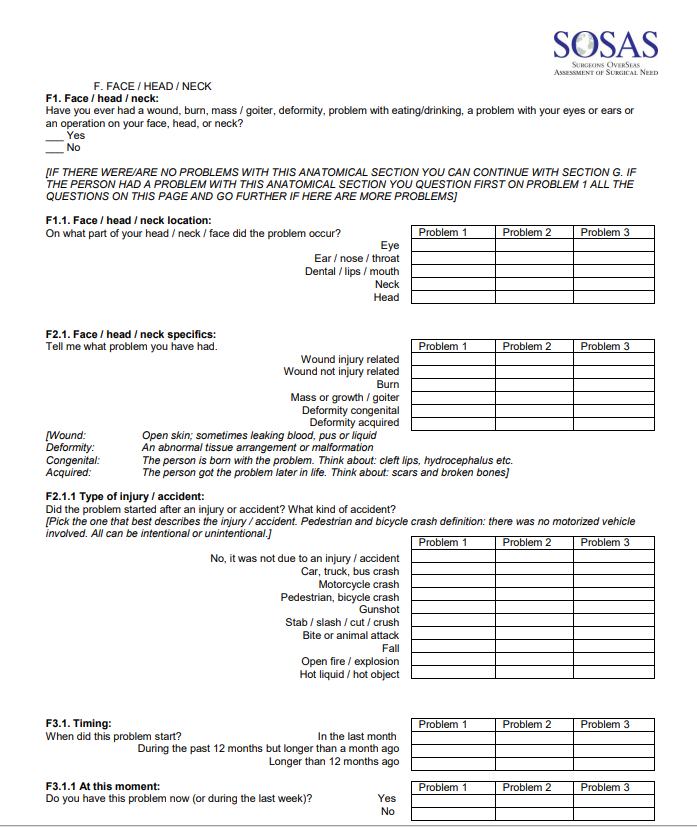 SOSAS
SURGEONS OVERSEAS
ASSESSMENT OF SURGICAL NEED
F. FACE / HEAD / NECK
F1. Face / head / neck:
Have you ever had a wound, burn, mass / goiter, deformity, problem with eating/drinking, a problem with your eyes or ears or
an operation on your face, head, or neck?
___ Yes
___ No
[IF THERE WERE/ARE NO PROBLEMS WITH THIS ANATOMICAL SECTION YOU CAN CONTINUE WITH SECTION G. IF
THE PERSON HAD A PROBLEM WITH THIS ANATOMICAL SECTION YOU QUESTION FIRST ON PROBLEM 1 ALL THE
QUESTIONS ON THIS PAGE AND GO FURTHER IF HERE ARE MORE PROBLEMS]
F1.1. Face / head / neck location:
On what part of your head / neck / face did the problem occur? Problem 1 Problem 2 Problem 3
Eye
Ear / nose / throat
Dental / lips / mouth
Neck
Head
F2.1. Face / head / neck specifics:
Tell me what problem you have had. Problem 1 Problem 2 Problem 3
Wound injury related
Wound not injury related
Burn
Mass or growth / goiter
Deformity congenital
Deformity acquired
[Wound: Open skin; sometimes leaking blood, pus or liquid
Deformity: An abnormal tissue arrangement or malformation
Congenital: The person is born with the problem. Think about: cleft lips, hydrocephalus etc.
Acquired: The person got the problem later in life. Think about: scars and broken bones]
F2.1.1 Type of injury / accident:
Did the problem started after an injury or accident? What kind of accident?
[Pick the one that best describes the injury / accident. Pedestrian and bicycle crash definition: there was no motorized vehicle
involved. All can be intentional or unintentional.]
Problem 1 Problem 2 Problem 3
No, it was not due to an injury / accident
Car, truck, bus crash
Motorcycle crash
Pedestrian, bicycle crash
Gunshot
Stab / slash / cut / crush
Bite or animal attack
Fall
Open fire / explosion
Hot liquid / hot object
F3.1. Timing: Problem 1 Problem 2 Problem 3
When did this problem start? In the last month
During the past 12 months but longer than a month ago
Longer than 12 months ago
F3.1.1 At this moment: Problem 1 Problem 2 Problem 3
Do you have this problem now (or during the last week)? Yes
No